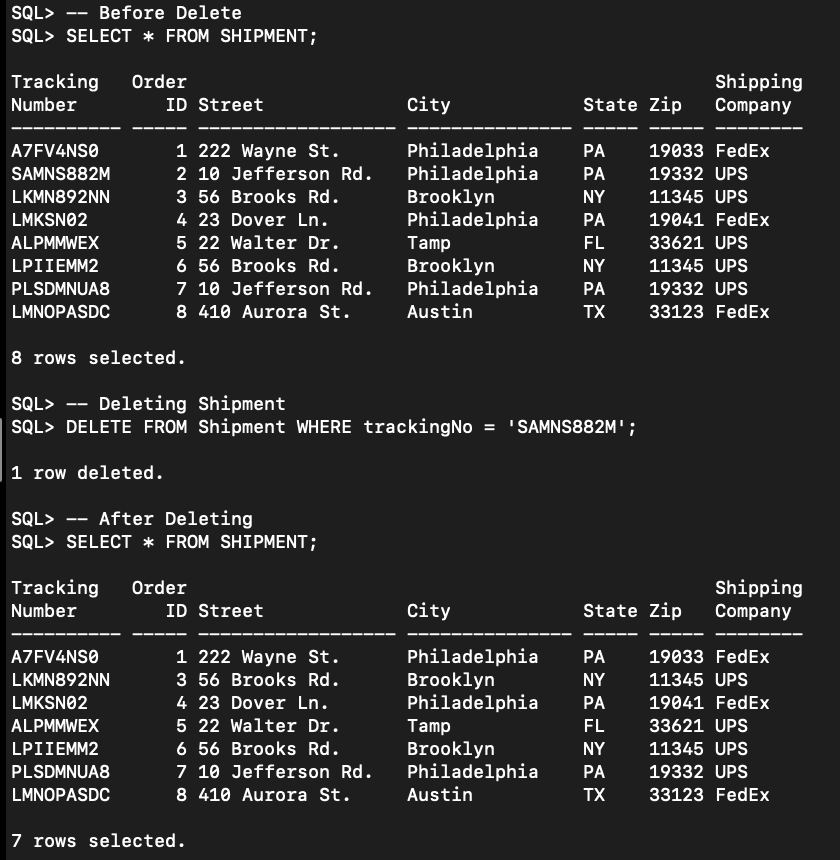 SQL> -- Before Delete
SQL> SELECT * FROM SHIPMENT;
Tracking   Order                                                Shipping
Number        ID Street             City            State Zip   Company
---------- ----- ------------------ --------------- ----- ----- --------
A7FV4NS0       1 222 Wayne St.      Philadelphia    PA    19033 FedEx
SAMNS882M      2 10 Jefferson Rd.   Philadelphia    PA    19332 UPS
LKMN892NN      3 56 Brooks Rd.      Brooklyn        NY    11345 UPS
LMKSN02        4 23 Dover Ln.       Philadelphia    PA    19041 FedEx
ALPMMWEX       5 22 Walter Dr.      Tamp            FL    33621 UPS
LPIIEMM2       6 56 Brooks Rd.      Brooklyn        NY    11345 UPS
PLSDMNUA8      7 10 Jefferson Rd.   Philadelphia    PA    19332 UPS
LMNOPASDC      8 410 Aurora St.     Austin          TX    33123 FedEx
8 rows selected.
SQL> -- Deleting Shipment
SQL> DELETE FROM Shipment WHERE trackingNo = 'SAMNS882M';
1 row deleted.
SQL> -- After Deleting
SQL> SELECT * FROM SHIPMENT;
Tracking   Order                                                Shipping
Number        ID Street             City            State Zip   Company
---------- ----- ------------------ --------------- ----- ----- --------
A7FV4NS0       1 222 Wayne St.      Philadelphia    PA    19033 FedEx
LKMN892NN      3 56 Brooks Rd.      Brooklyn        NY    11345 UPS
LMKSN02        4 23 Dover Ln.       Philadelphia    PA    19041 FedEx
ALPMMWEX       5 22 Walter Dr.      Tamp            FL    33621 UPS
LPIIEMM2       6 56 Brooks Rd.      Brooklyn        NY    11345 UPS
PLSDMNUA8      7 10 Jefferson Rd.   Philadelphia    PA    19332 UPS
LMNOPASDC      8 410 Aurora St.     Austin          TX    33123 FedEx
7 rows selected.